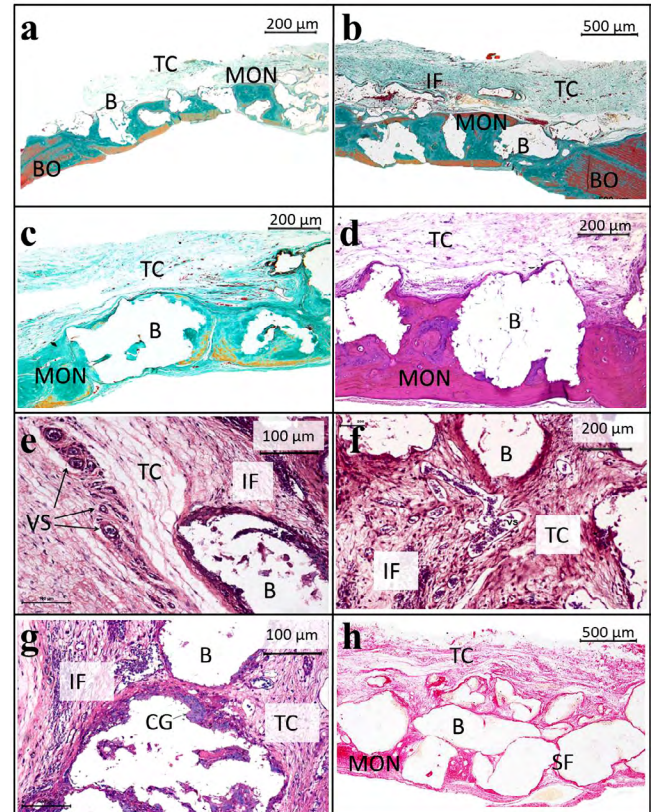 a
200 µm
TC
MON
B
BO
b
500 µm
IF
TC
MON
B
BO
c
200 µm
TC
B
MON
d
200 µm
TC
B
MON
e
100 µm
TC
IF
VS
B
f
200 µm
B
VS
TC
IF
g
100 µm
B
IF
CG
TC
h
500 µm
TC
B
MON
SF